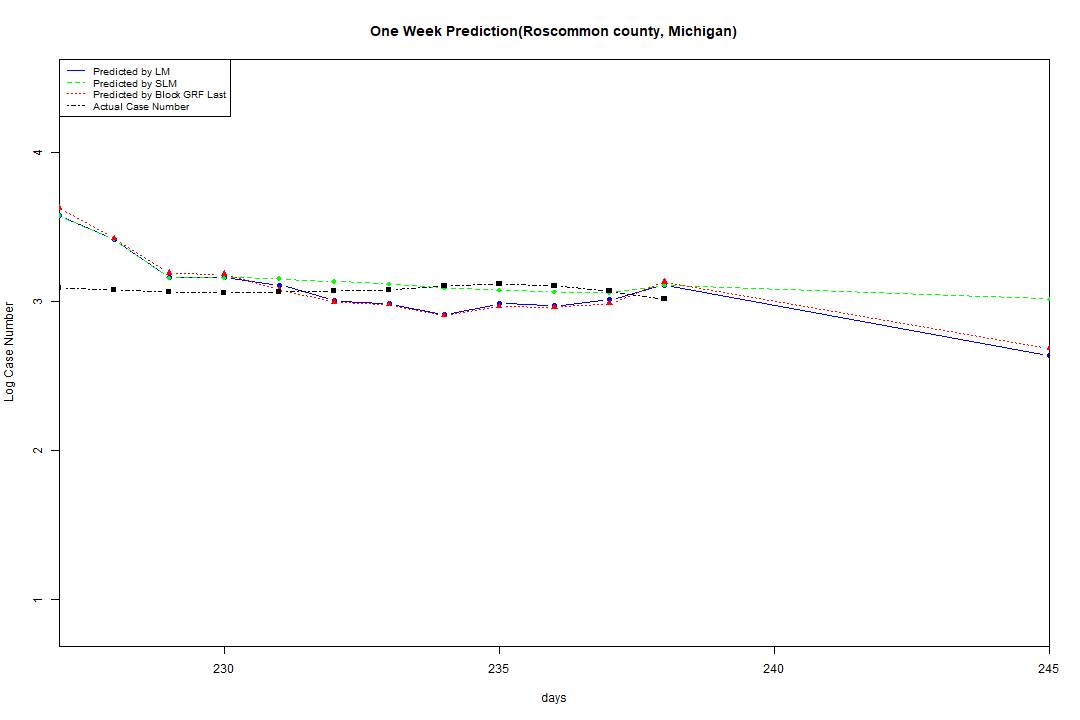 One Week Prediction(Roscommon county, Michigan)
Predicted by LM
Predicted by SLM
Predicted by Block GRF Last
Actual Case Number
4
3
2
1
Log Case Number
230
235
240
245
days